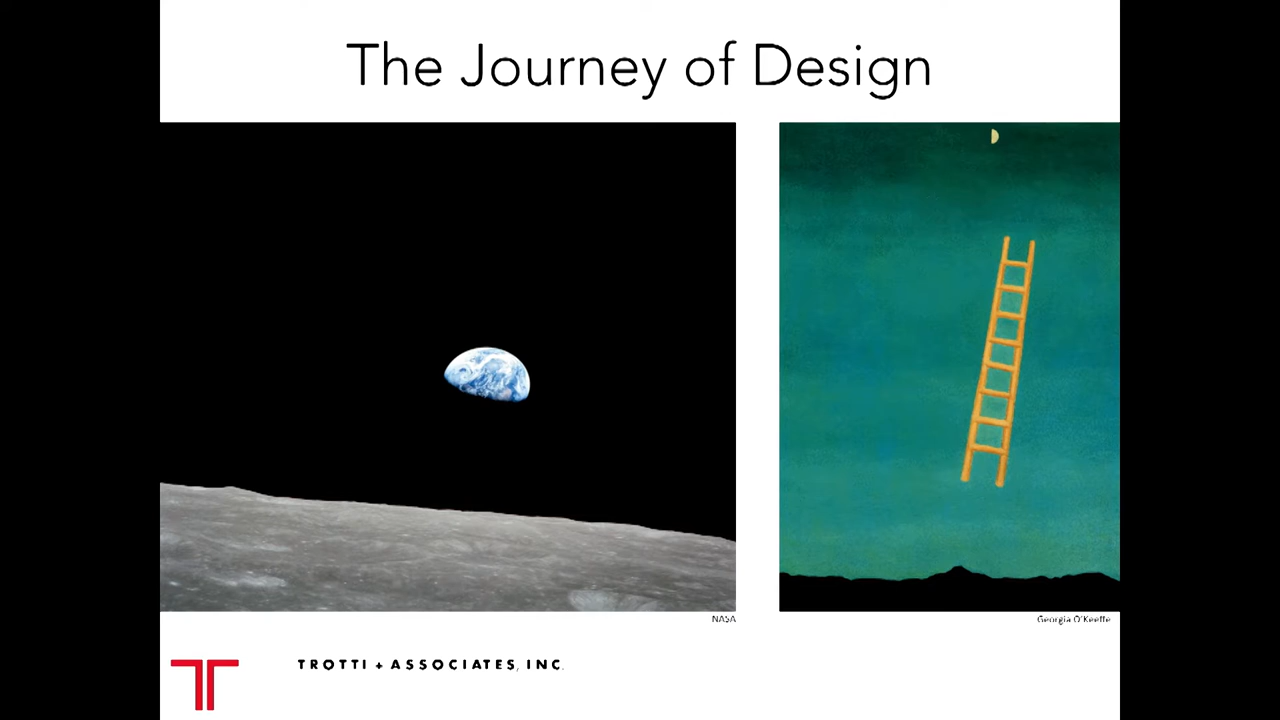 The Journey of Design
NASA
Georgia O'Keeffe
TROTTI + ASSOCIATES, INC.